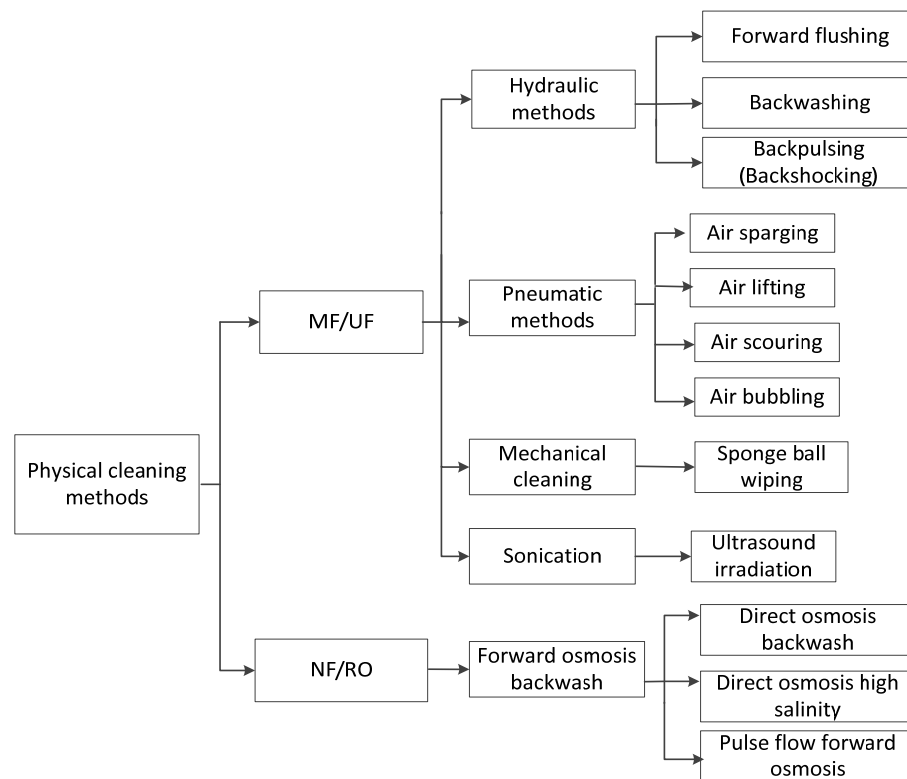 Physical cleaning
methods
MF/UF
Hydraulic
methods
Forward flushing
Backwashing
Backpulsing
(Backshocking)
Pneumatic
methods
Air sparging
Air lifting
Air scouring
Air bubbling
Mechanical
cleaning
Sponge ball
wiping
Sonication
Ultrasound
irradiation
NF/RO
Forward osmosis
backwash
Direct osmosis
backwash
Direct osmosis high
salinity
Pulse flow forward
osmosis